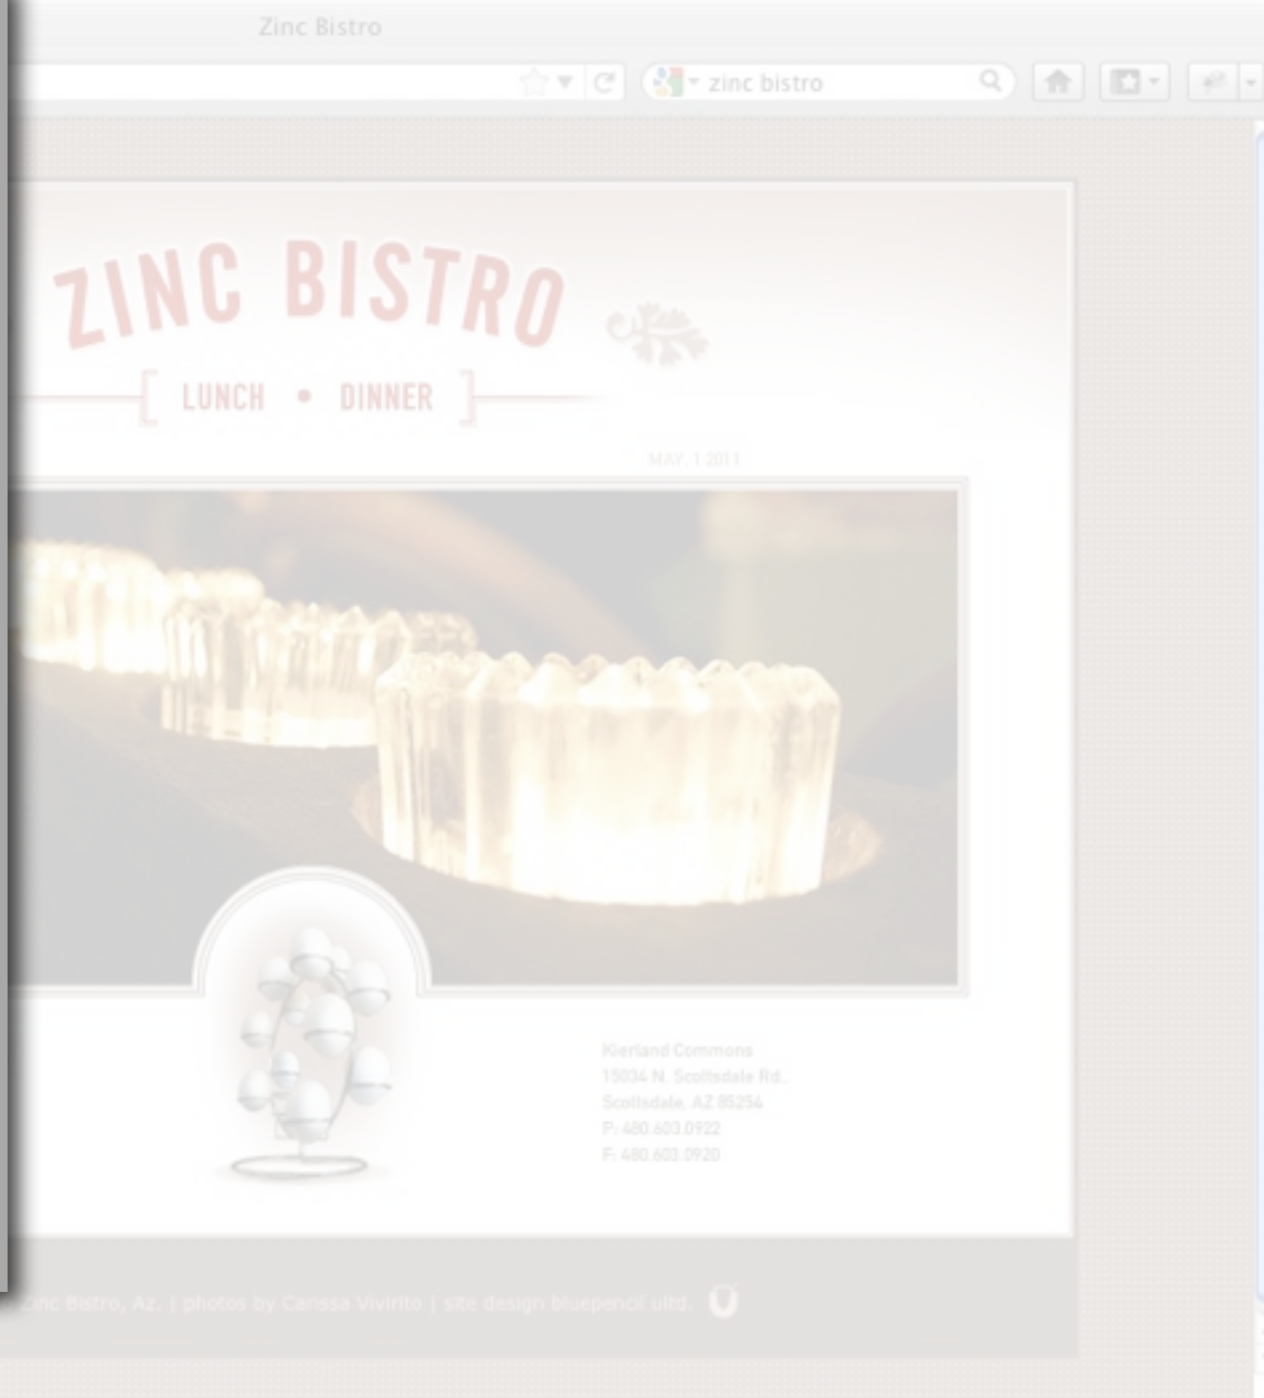 Zinc Bistro
zinc bistro
ZINC BISTRO
LUNCH • DINNER
MAY, 1 2011
Kierland Commons
15034 N. Scottsdale Rd.,
Scottsdale, AZ 85254
P: 480.603.0922
F: 480.603.0920
Zinc Bistro, Az. | photos by Carissa Vivirito | site design bluepencil ultd.